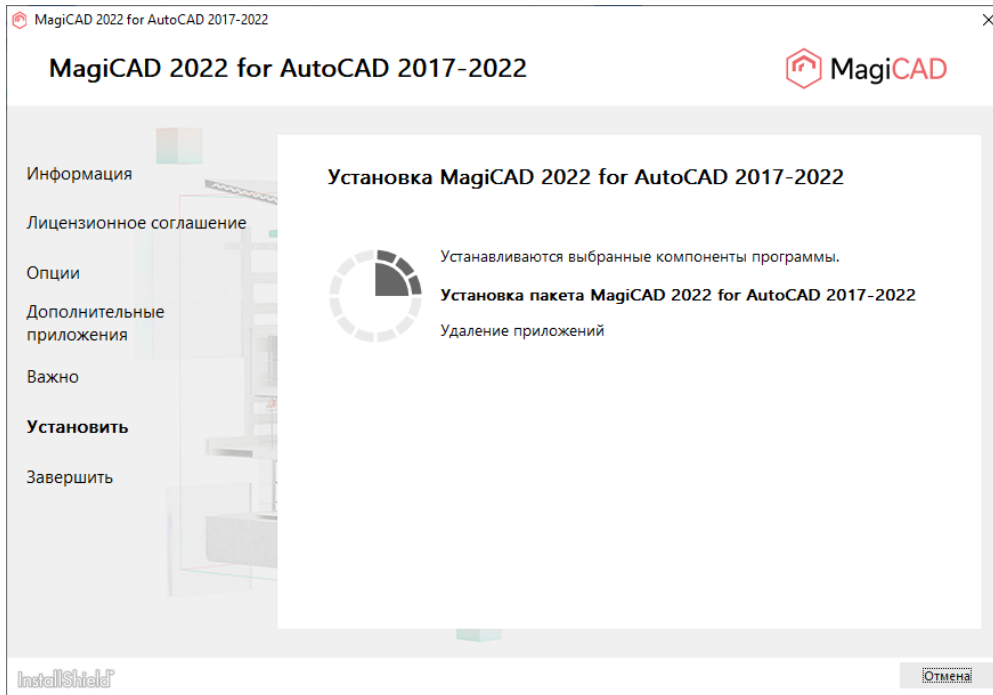 MagiCAD 2022 for AutoCAD 2017-2022
MagiCAD 2022 for AutoCAD 2017-2022
MagiCAD
Информация
Лицензионное соглашение
Опции
Дополнительные
приложения
Важно
Установить
Завершить
Установка MagiCAD 2022 for AutoCAD 2017-2022
Устанавливаются выбранные компоненты программы.
Установка пакета MagiCAD 2022 for AutoCAD 2017-2022
Удаление приложений
InstallShield
Отмена